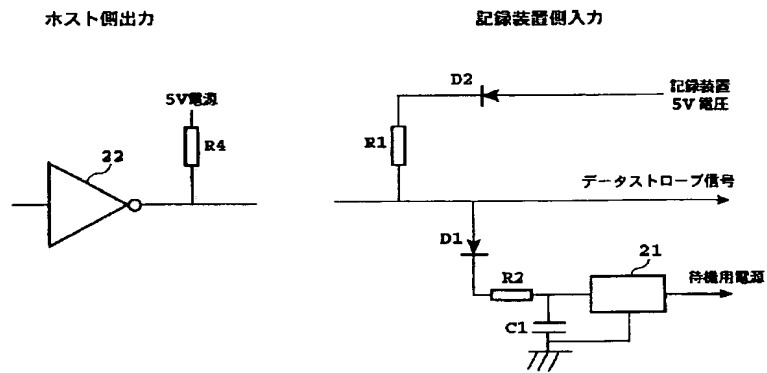 ホスト側出力
記録装置側入力
5V電源
R4
22
D2
記録装置
5V 電圧
R1
データストローブ信号
D1
R2
21
待機用電源
C1